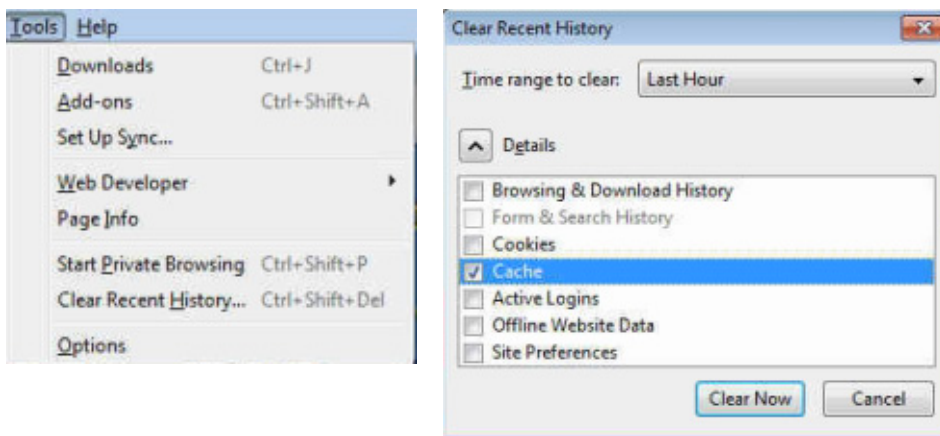 Tools Help
Downloads Ctrl+J
Add-ons Ctrl+Shift+A
Set Up Sync...
Web Developer
Page Info
Start Private Browsing Ctrl+Shift+P
Clear Recent History... Ctrl+Shift+Del
Options
Clear Recent History
Time range to clear: Last Hour
Details
Browsing & Download History
Form & Search History
Cookies
Cache
Active Logins
Offline Website Data
Site Preferences
Clear Now Cancel